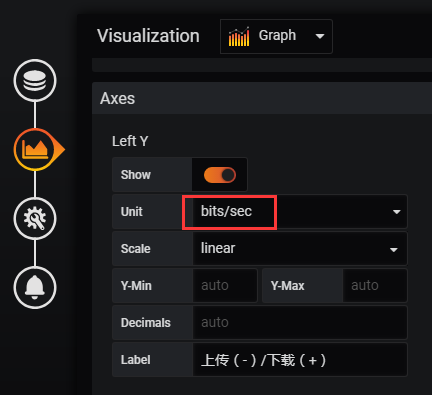 Visualization Graph
Axes
Left Y
Show
Unit bits/sec
Scale linear
Y-Min auto Y-Max auto
Decimals auto
Label 上传（-）/下载（+）